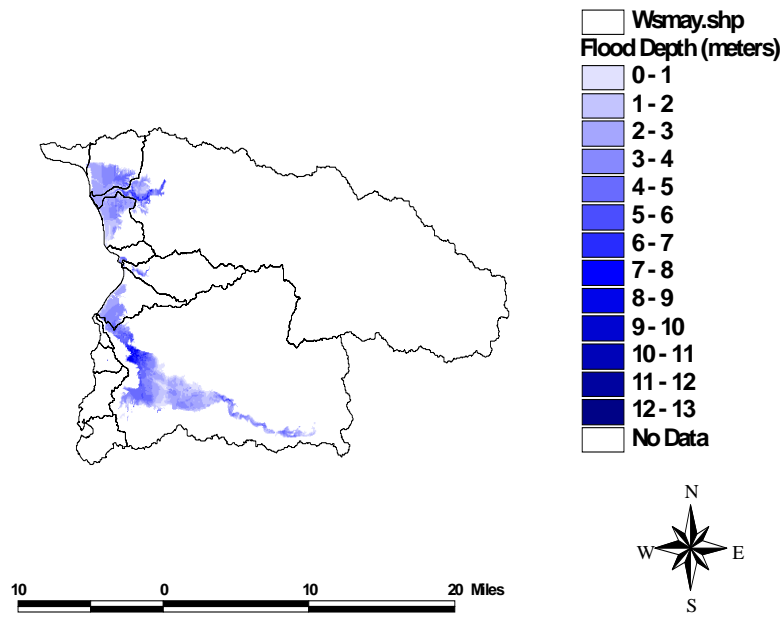 Wsmay.shp
Flood Depth (meters)
0 - 1
1 - 2
2 - 3
3 - 4
4 - 5
5 - 6
6 - 7
7 - 8
8 - 9
9 - 10
10 - 11
11 - 12
12 - 13
No Data
N
W E
S
10 0 10 20 Miles